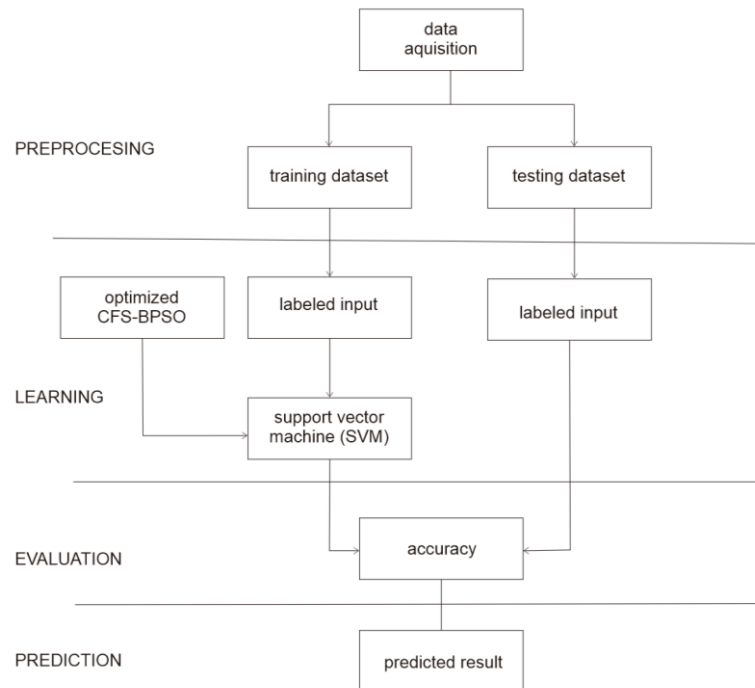 data
aquisition
PREPROCESING
training dataset
testing dataset
optimized
CFS-BPSO
labeled input
labeled input
LEARNING
support vector
machine (SVM)
EVALUATION
accuracy
PREDICTION
predicted result